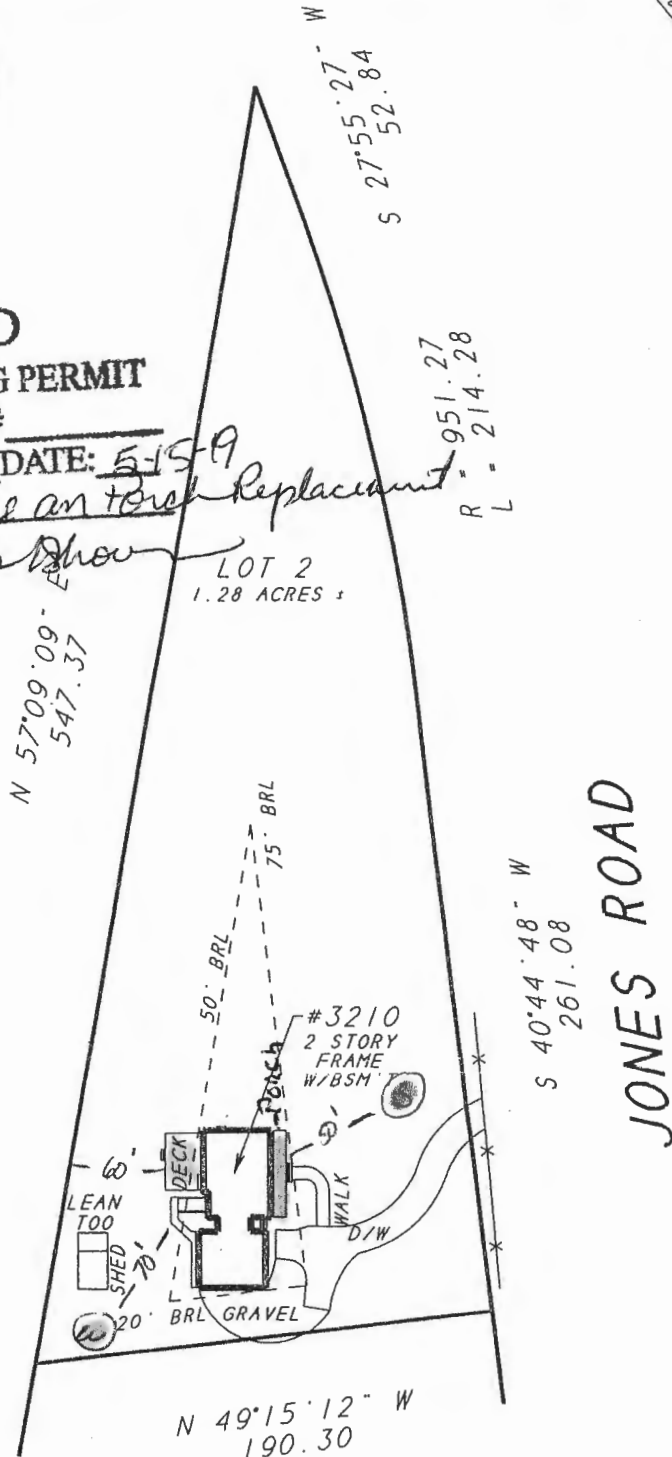 S 27°55'27" W
52.84
G PERMIT
DATE: 5-15-19
an Porch Replacement
Show
R = 951.27
L = 214.28
LOT 2
1.28 ACRES ±
N 57°09'09" E
547.37
75' BRL
50' BRL
#3210
2 STORY
FRAME
W/BSM'T
Porch
S 40°44'48" W
261.08
JONES ROAD
DECK
60'
LEAN
TOO
WALK
D/W
SHED
70'
20'
BRL GRAVEL
N 49°15'12" W
190.30